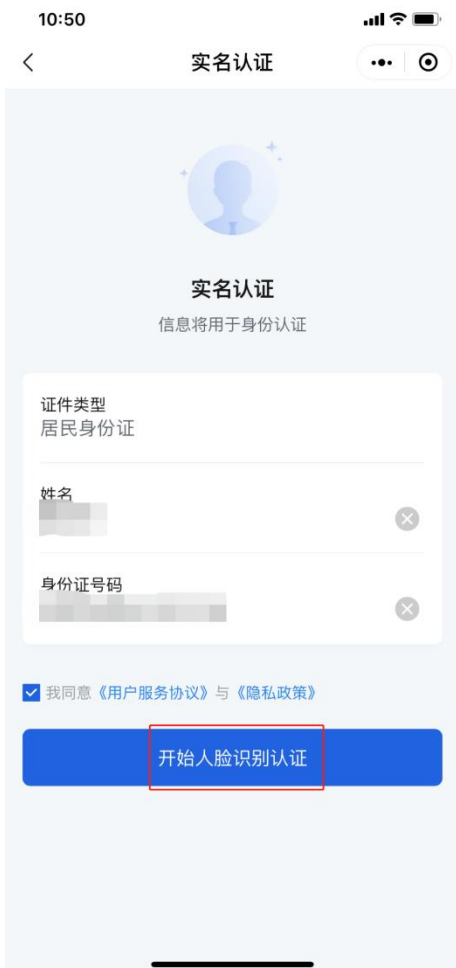 10:50
实名认证
实名认证
信息将用于身份认证
证件类型
居民身份证
姓名
身份证号码
我同意《用户服务协议》与《隐私政策》
开始人脸识别认证